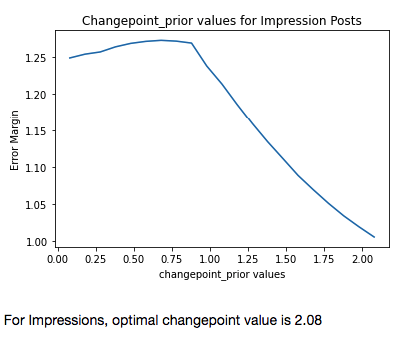 Changepoint_prior values for Impression Posts
1.25
1.20
1.15
1.10
1.05
1.00
Error Margin
0.00 0.25 0.50 0.75 1.00 1.25 1.50 1.75 2.00
changepoint_prior values
For Impressions, optimal changepoint value is 2.08